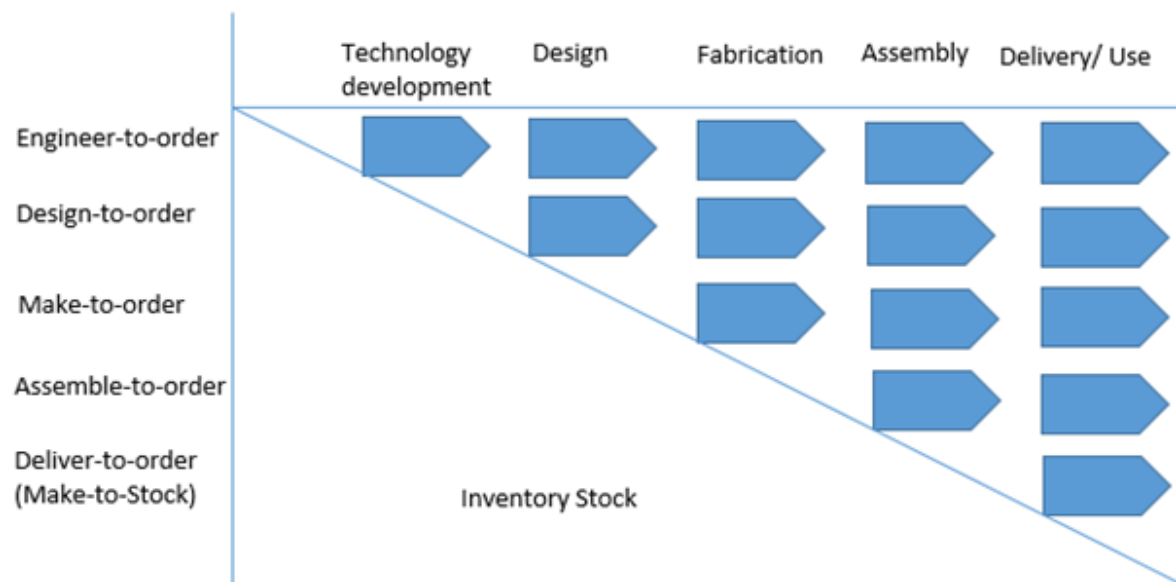 Technology
development
Design
Fabrication
Assembly
Delivery/ Use
Engineer-to-order
Design-to-order
Make-to-order
Assemble-to-order
Deliver-to-order
(Make-to-Stock)
Inventory Stock